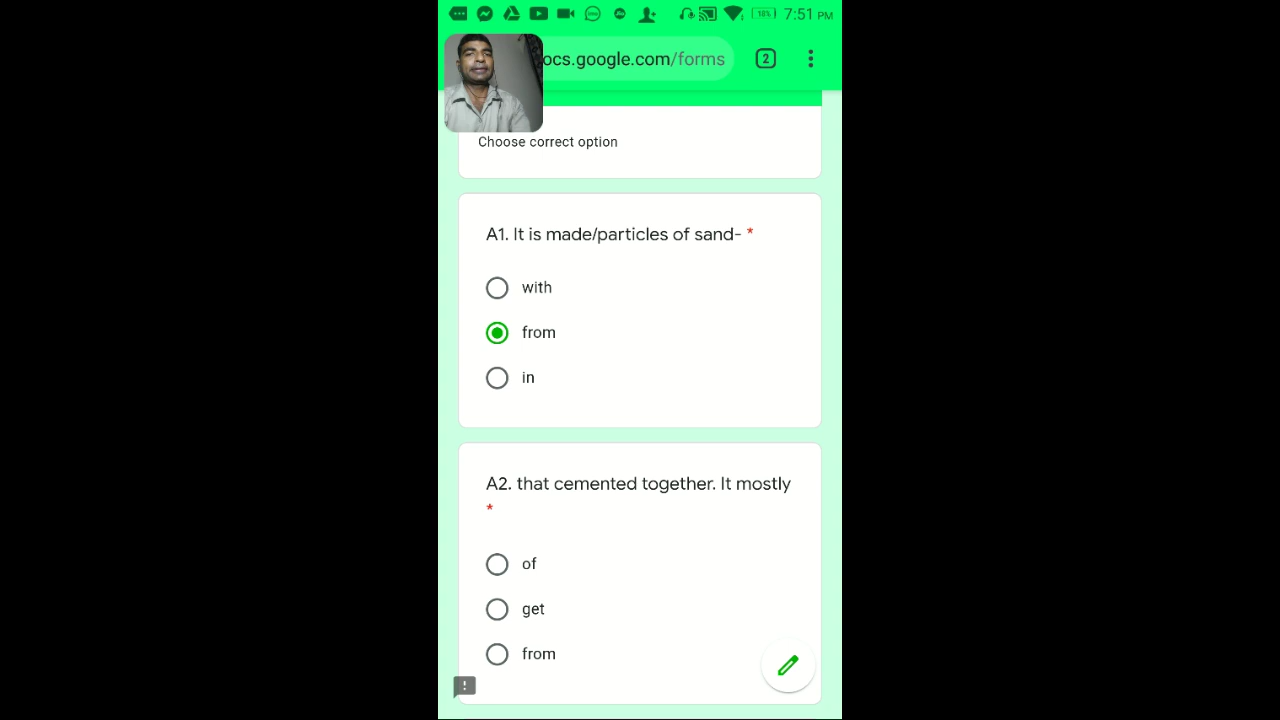 18%
7:51 PM
ocs.google.com/forms
2
Choose correct option
A1. It is made/particles of sand- *
with
from
in
A2. that cemented together. It mostly
*
of
get
from